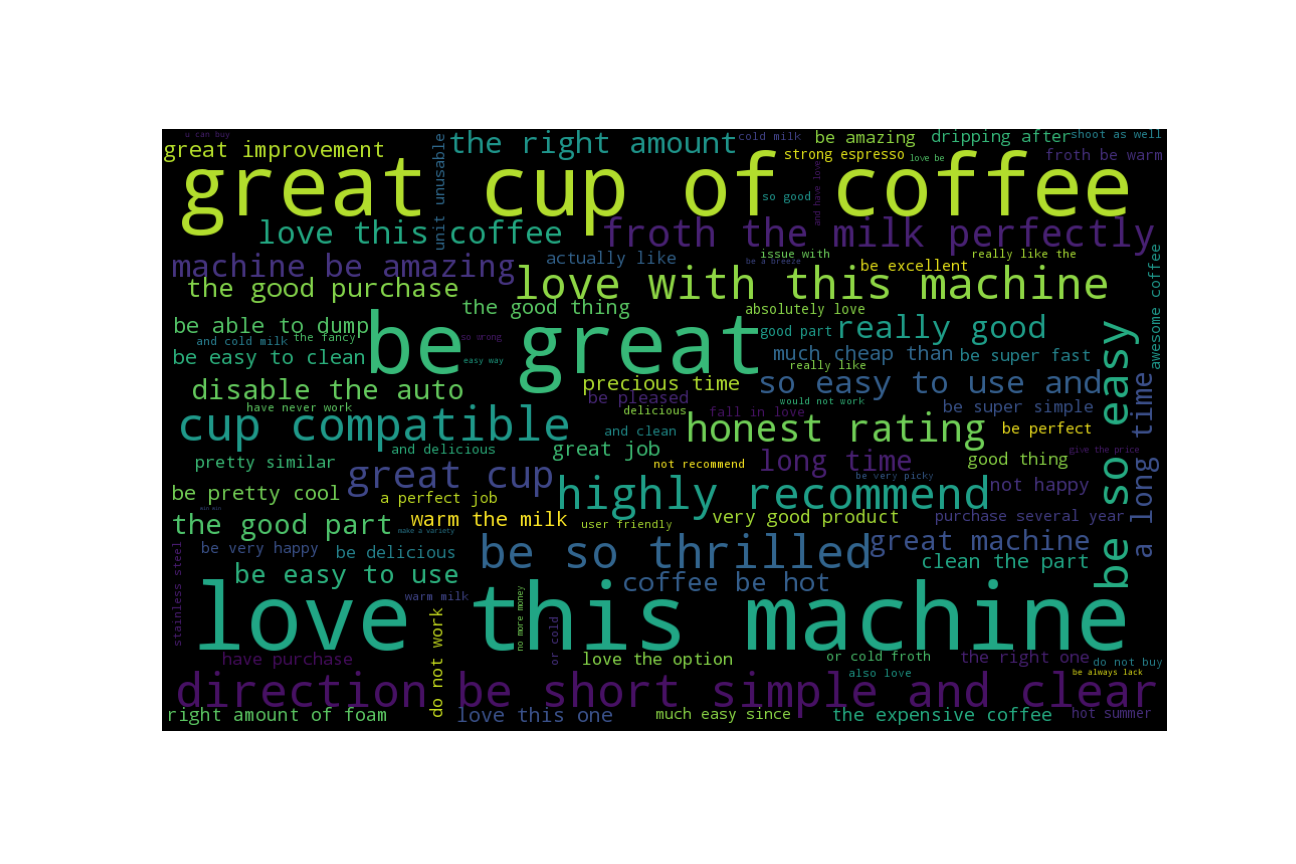 u can buy
great improvement
unit unusable
the right amount
cold milk
be amazing
dripping after
shoot as well
strong espresso
love be
froth be warm
great cup of coffee
so good
and have love
love this coffee
froth the milk perfectly
machine be amazing
actually like
be a breeze
issue with
be excellent
really like the
awesome coffee
the good purchase
love with this machine
the good thing
absolutely love
be able to dump
be great
so wrong
good part
really good
and cold milk
the fancy
be easy to clean
easy way
much cheap than
be super fast
really like
be so easy
disable the auto
precious time
so easy to use and
a long time
be pleased
would not work
have never work
delicious
fall in love
be super simple
cup compatible
and clean
honest rating
be perfect
and delicious
great job
pretty similar
great cup
not recommend
long time
good thing
give the price
be very picky
be pretty cool
a perfect job
highly recommend
not happy
the good part
warm the milk
user friendly
very good product
purchase several year
make a variety
be very happy
be delicious
be so thrilled
great machine
clean the part
stainless steel
be easy to use
coffee be hot
warm milk
no more money
love this machine
do not work
or cold
have purchase
love the option
or cold froth
the right one
do not buy
also love
be always lack
direction be short simple and clear
right amount of foam
love this one
much easy since
the expensive coffee
hot summer